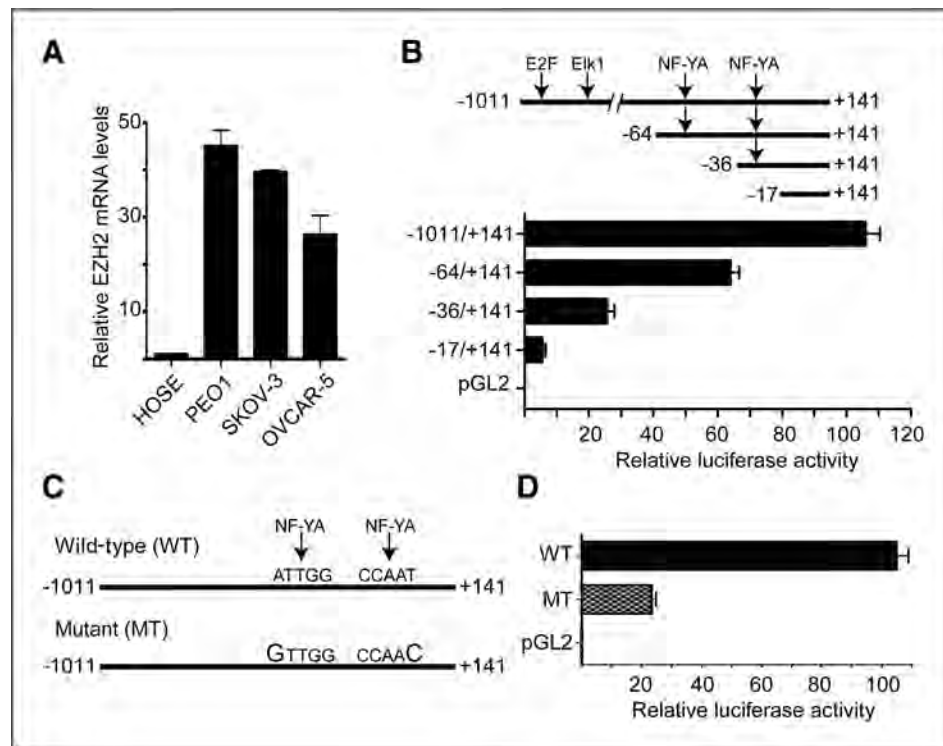 A
Relative EZH2 mRNA levels
50
30
10
HOSE
PEO1
SKOV-3
OVCAR-5
B
E2F Elk1 NF-YA NF-YA
-1011 +141
-64 +141
-36 +141
-17 +141
-1011/+141
-64/+141
-36/+141
-17/+141
pGL2
20 40 60 80 100 120
Relative luciferase activity
C
NF-YA NF-YA
Wild-type (WT)
ATTGG CCAAT
-1011 +141
Mutant (MT)
GTTGG CCAAC
-1011 +141
D
WT
MT
pGL2
20 40 60 80 100
Relative luciferase activity